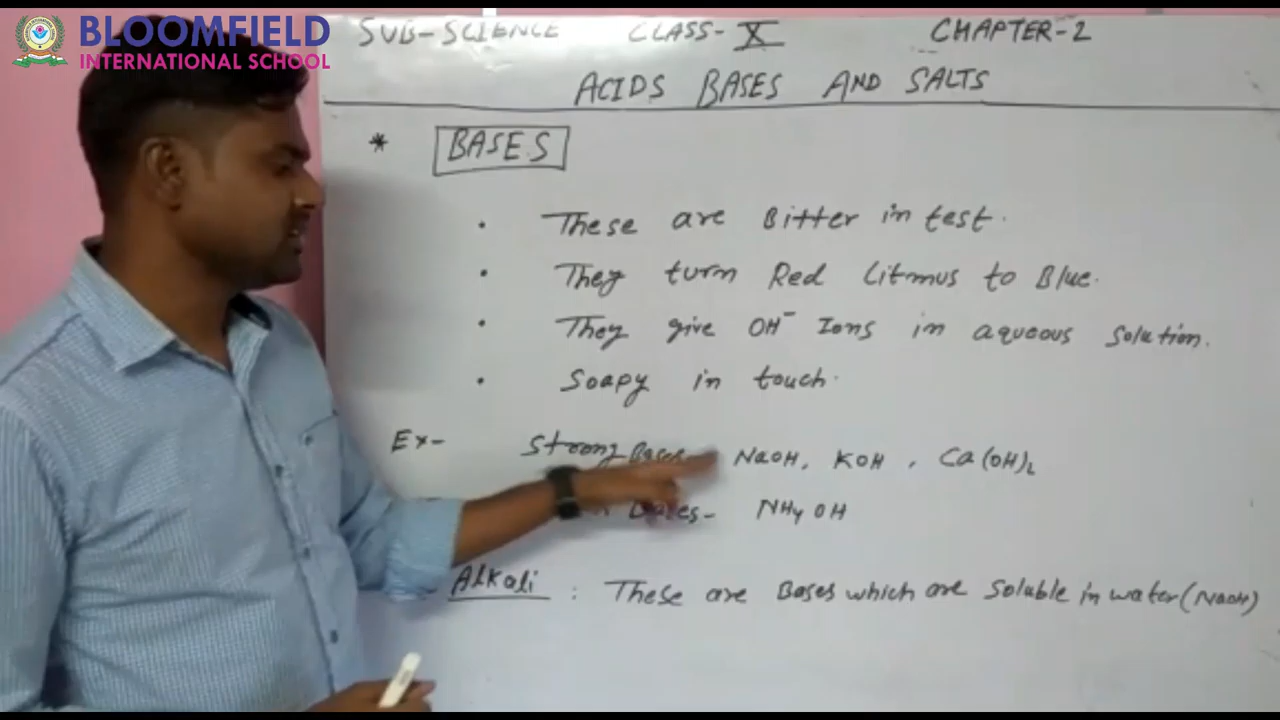 BLOOMFIELD
INTERNATIONAL SCHOOL
SUB-SCIENCE CLASS-X CHAPTER-2
ACIDS BASES AND SALTS
* BASES
· These are Bitter in test.
· They turn Red Litmus to Blue.
· They give OH⁻ Ions in aqueous solution.
· Soapy in touch.
Ex- Strong Bases - NaOH, KOH, Ca(OH)₂
Bases- NH₄OH
Alkali : These are Bases which are Soluble in water (NaOH)